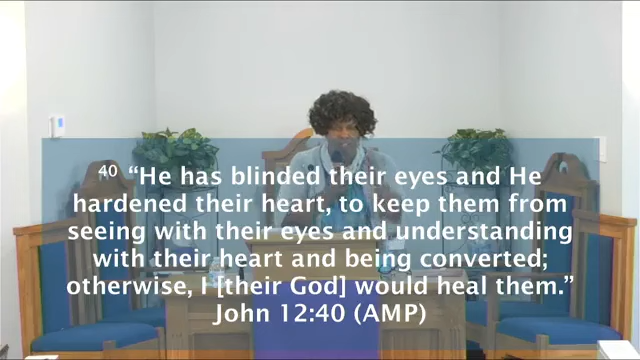 40 “He has blinded their eyes and He
hardened their heart, to keep them from
seeing with their eyes and understanding
with their heart and being converted;
otherwise, I [their God] would heal them.”
John 12:40 (AMP)